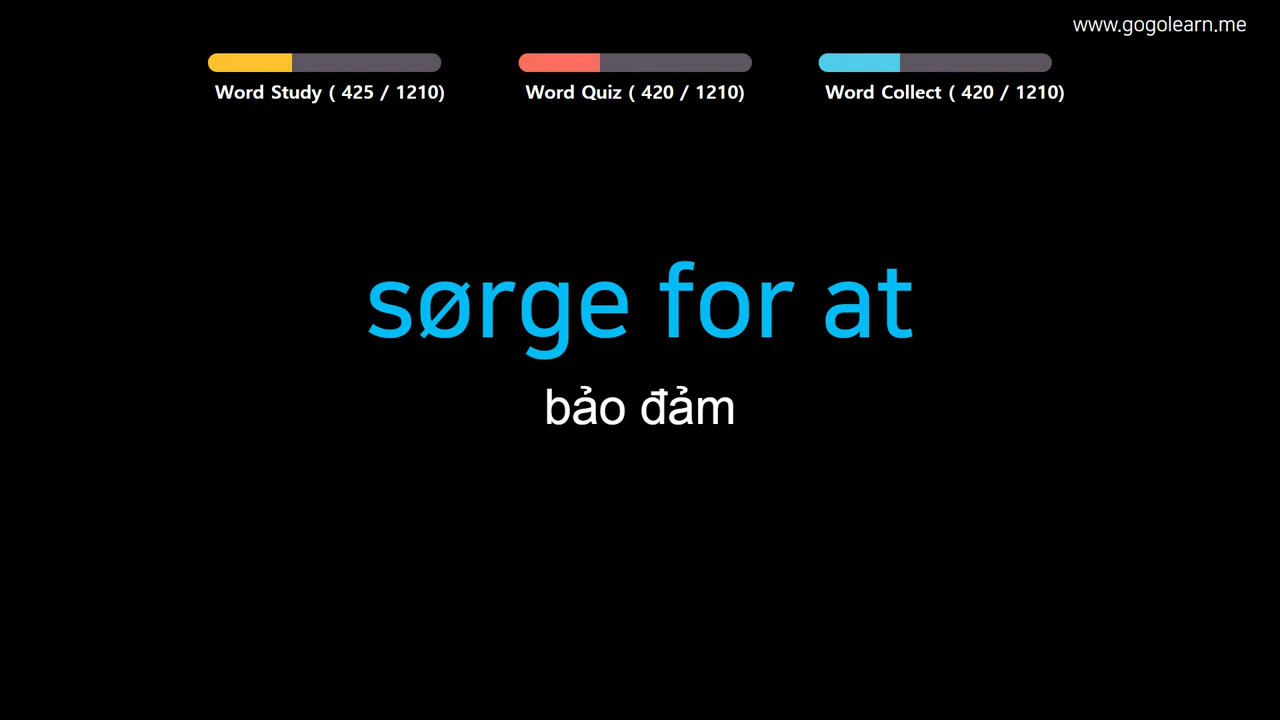 www.gogolearn.me
Word Study ( 425 / 1210)
Word Quiz ( 420 / 1210)
Word Collect ( 420 / 1210)
sørge for at
bảo đảm